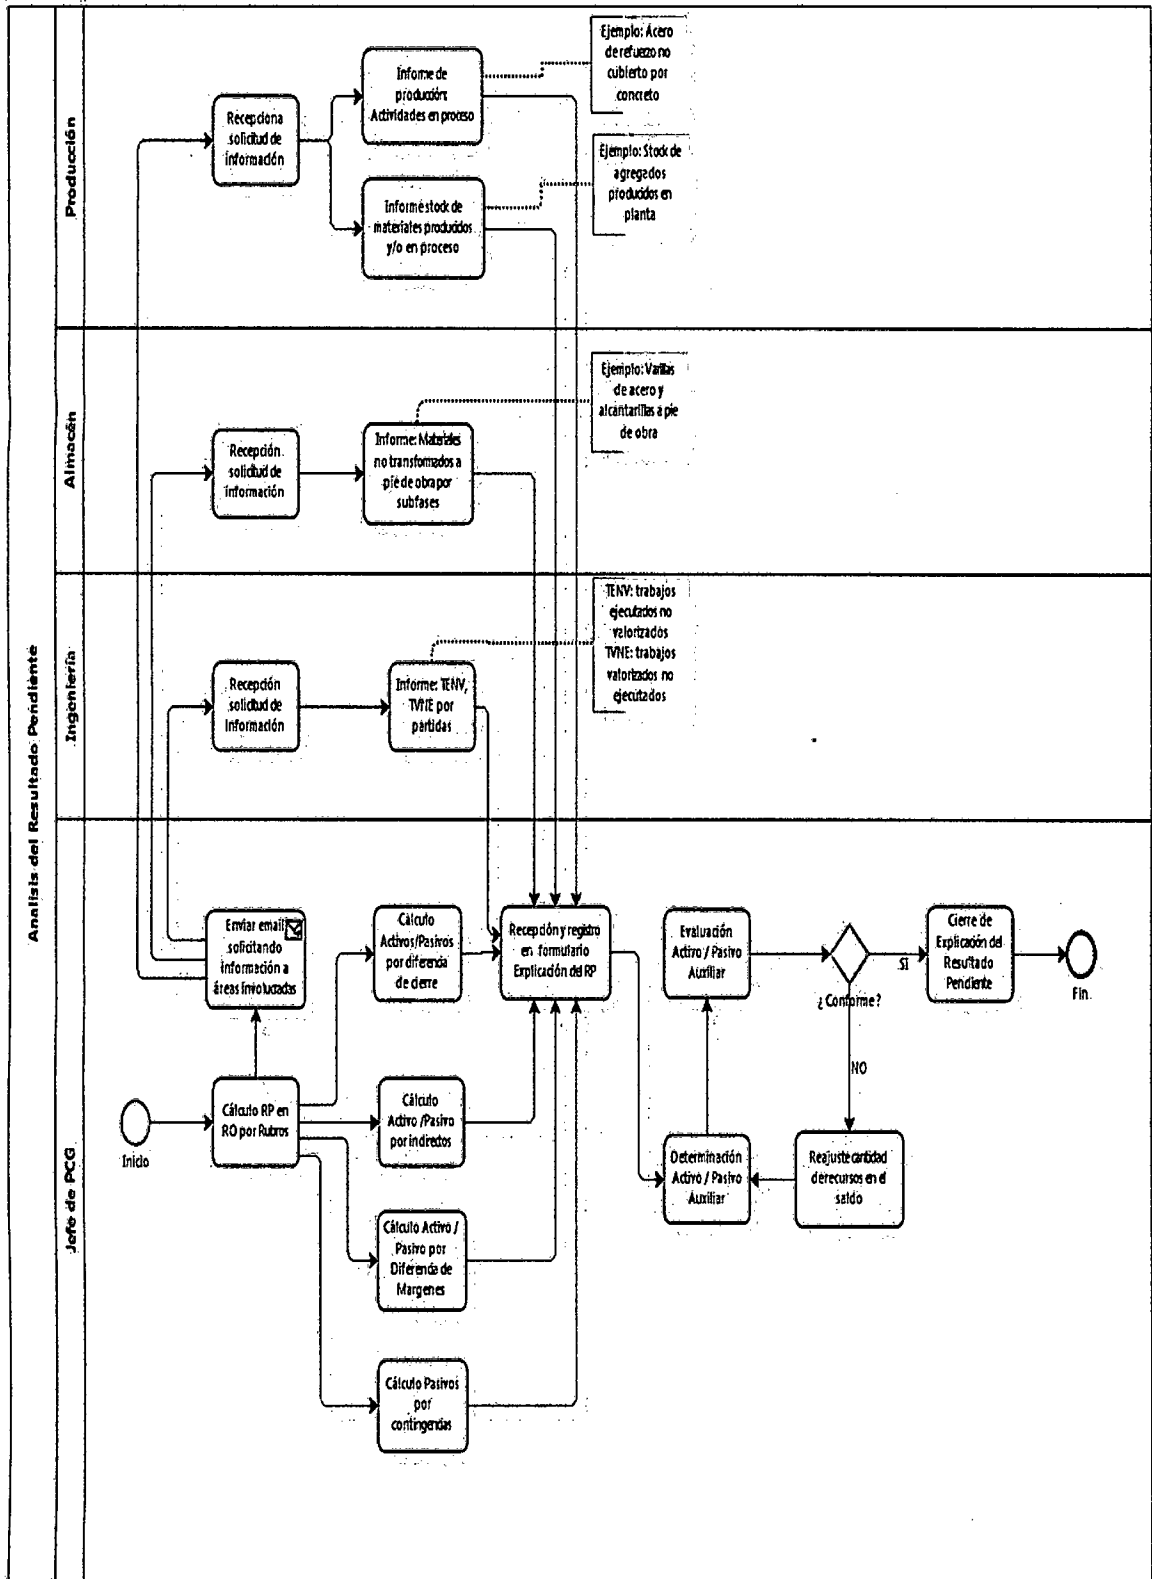 Analisis del Resultado Pendiente
Producción
Recepciona
solicitud de
información
Informe de
producción:
Actividades en proceso
Informe stock de
materiales producidos
y/o en proceso
Ejemplo: Acero
de refuerzo no
cubierto por
concreto
Ejemplo: Stock de
agregados
producidos en
planta
Almacén
Recepción
solicitud de
información
Informe: Materiales
no transformados a
pie de obra por
subfases
Ejemplo: Varillas
de acero y
alcantarillas a pie
de obra
Ingeniería
Recepción
solicitud de
información
Informe: TENV,
TVNE por
partidas
TENV: trabajos
ejecutados no
valorizados
TVNE: trabajos
valorizados no
ejecutados
Jefe de PCG
Inicio
Cálculo RP en
RO por Rubros
Enviar email
solicitando
información a
áreas involucradas
Cálculo
Activos/Pasivos
por diferencia
de cierre
Cálculo
Activo /Pasivo
por indirectos
Cálculo Activo /
Pasivo por
Diferencia de
Margenes
Cálculo Pasivos
por
contingencias
Recepción y registro
en formulario
Explicación del RP
Evaluación
Activo / Pasivo
Auxiliar
Determinación
Activo / Pasivo
Auxiliar
¿ Conforme ?
SI
NO
Reajuste cantidad
de recursos en el
saldo
Cierre de
Explicación del
Resultado
Pendiente
Fin